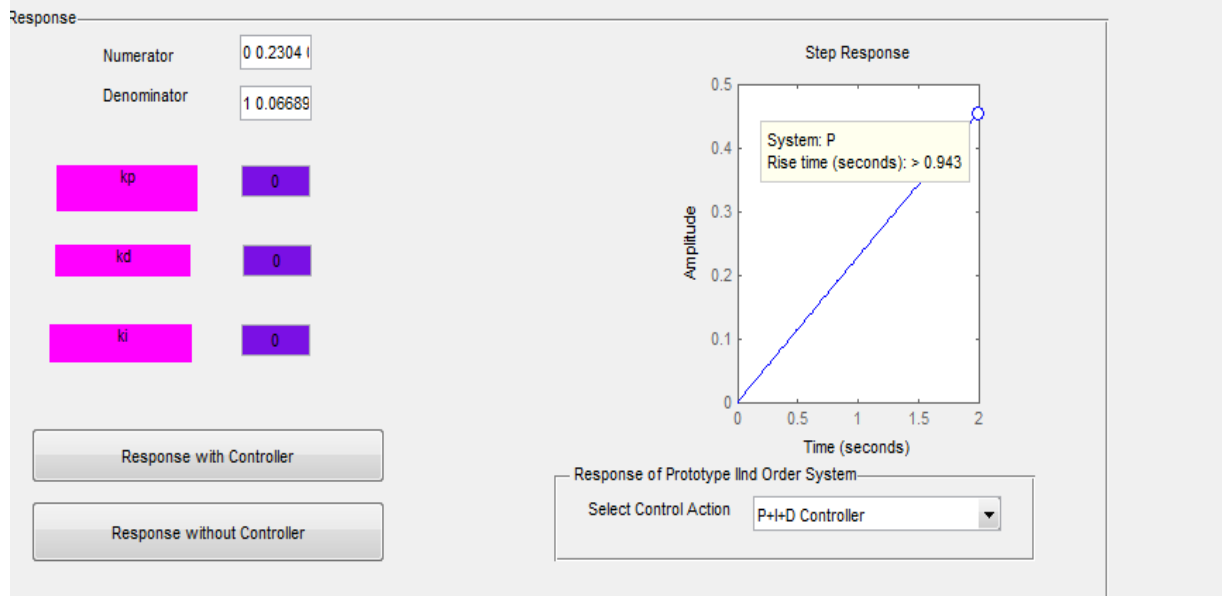 Response
Numerator
0 0.2304
Denominator
1 0.06689
kp
0
kd
0
ki
0
Response with Controller
Response without Controller
Step Response
0.5
0.4
0.3
0.2
0.1
0
Amplitude
System: P
Rise time (seconds): > 0.943
0 0.5 1 1.5 2
Time (seconds)
Response of Prototype IInd Order System
Select Control Action
P+I+D Controller